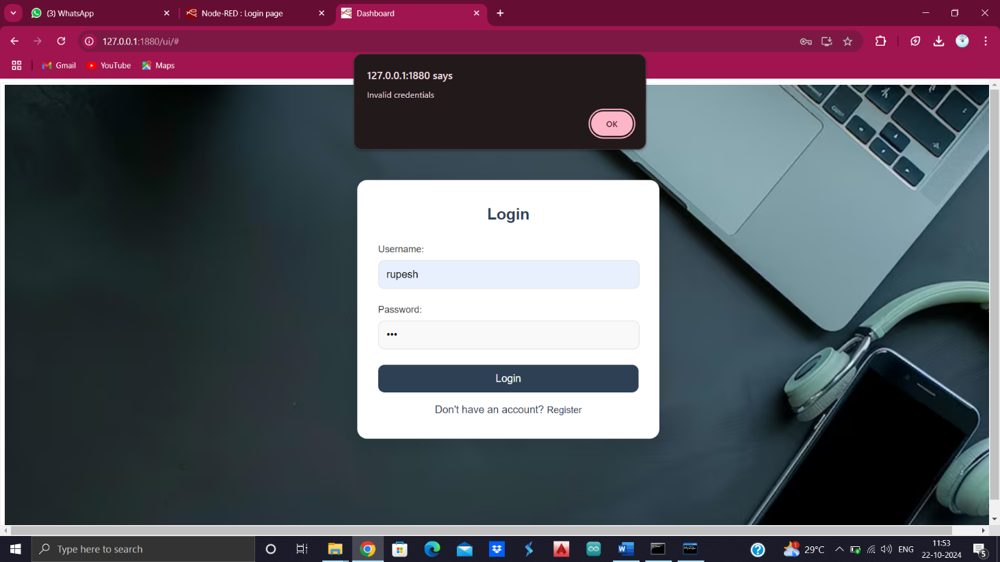 (3) WhatsApp
Node-RED : Login page
Dashboard
127.0.0.1:1880/ui/#
Gmail
YouTube
Maps
127.0.0.1:1880 says
Invalid credentials
OK
Login
Username:
rupesh
Password:
•••
Login
Don't have an account? Register
Type here to search
29°C
ENG
11:53
22-10-2024
5